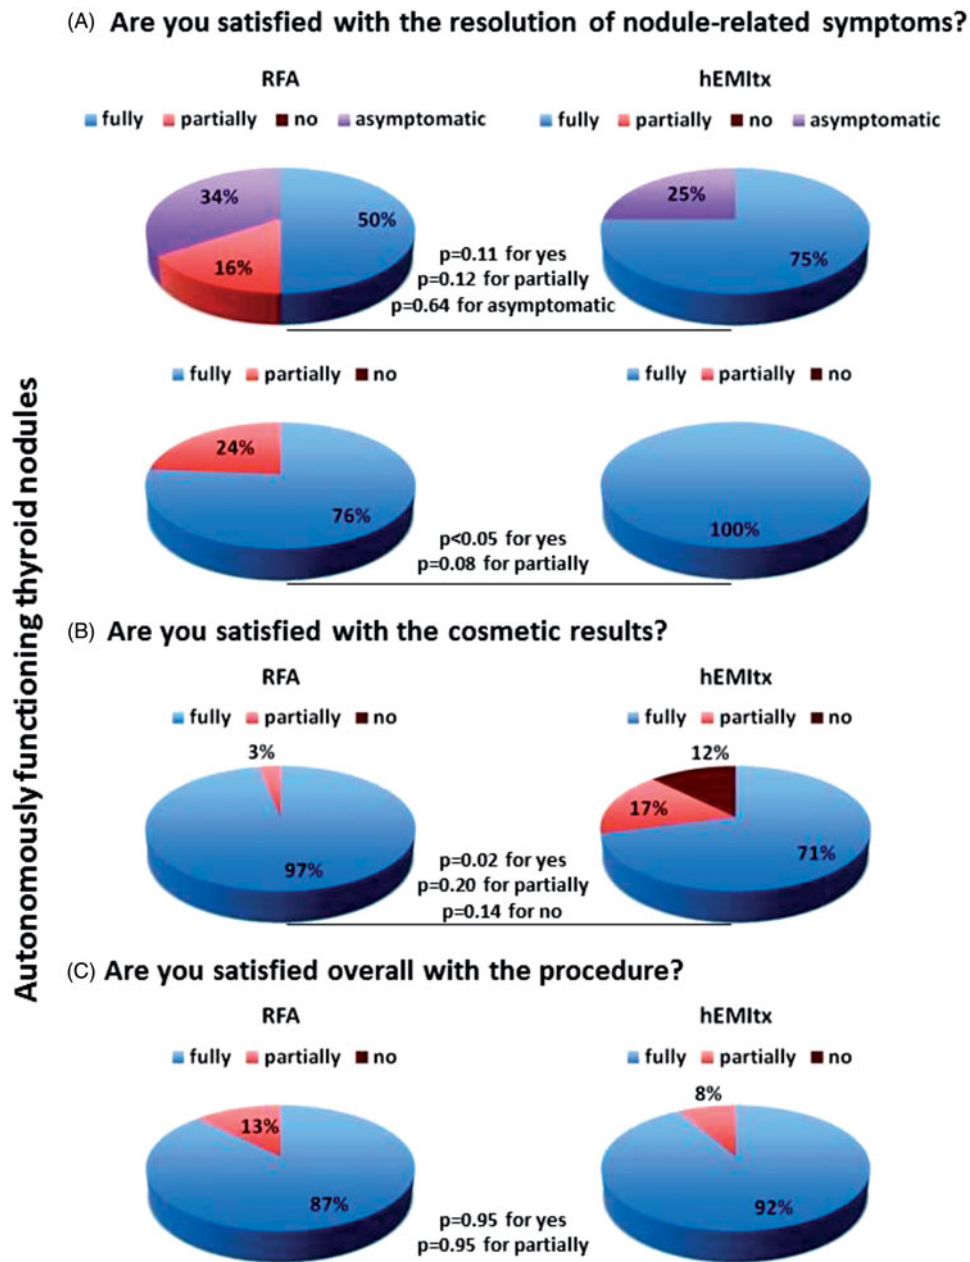 (A) Are you satisfied with the resolution of nodule-related symptoms?
RFA
hEMItx
fully partially no asymptomatic
fully partially no asymptomatic
34%
50%
16%
25%
75%
p=0.11 for yes
p=0.12 for partially
p=0.64 for asymptomatic
fully partially no
fully partially no
24%
76%
100%
p<0.05 for yes
p=0.08 for partially
Autonomously functioning thyroid nodules
(B) Are you satisfied with the cosmetic results?
RFA
hEMItx
fully partially no
fully partially no
3%
97%
12%
17%
71%
p=0.02 for yes
p=0.20 for partially
p=0.14 for no
(C) Are you satisfied overall with the procedure?
RFA
hEMItx
fully partially no
fully partially no
13%
87%
8%
92%
p=0.95 for yes
p=0.95 for partially